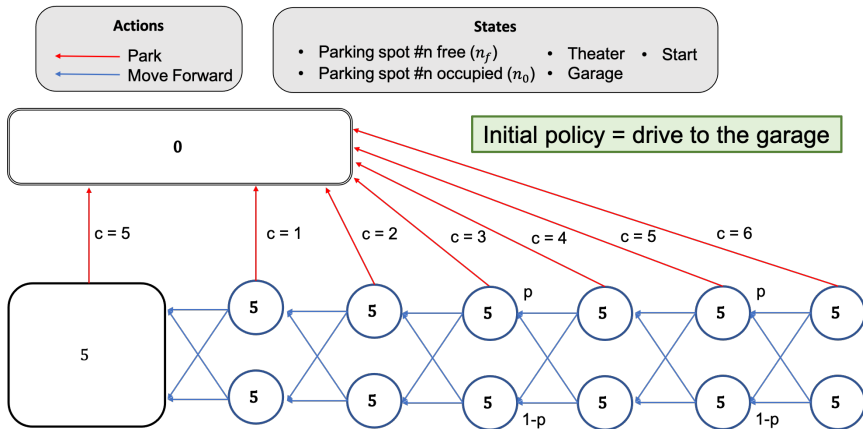 Actions
Park
Move Forward
States
• Parking spot #n free (n_f)
• Theater
• Start
• Parking spot #n occupied (n_0)
• Garage
0
Initial policy = drive to the garage
c = 5
c = 1
c = 2
c = 3
c = 4
c = 5
c = 6
p
p
5
5
5
5
5
5
5
5
5
5
5
5
5
1-p
1-p